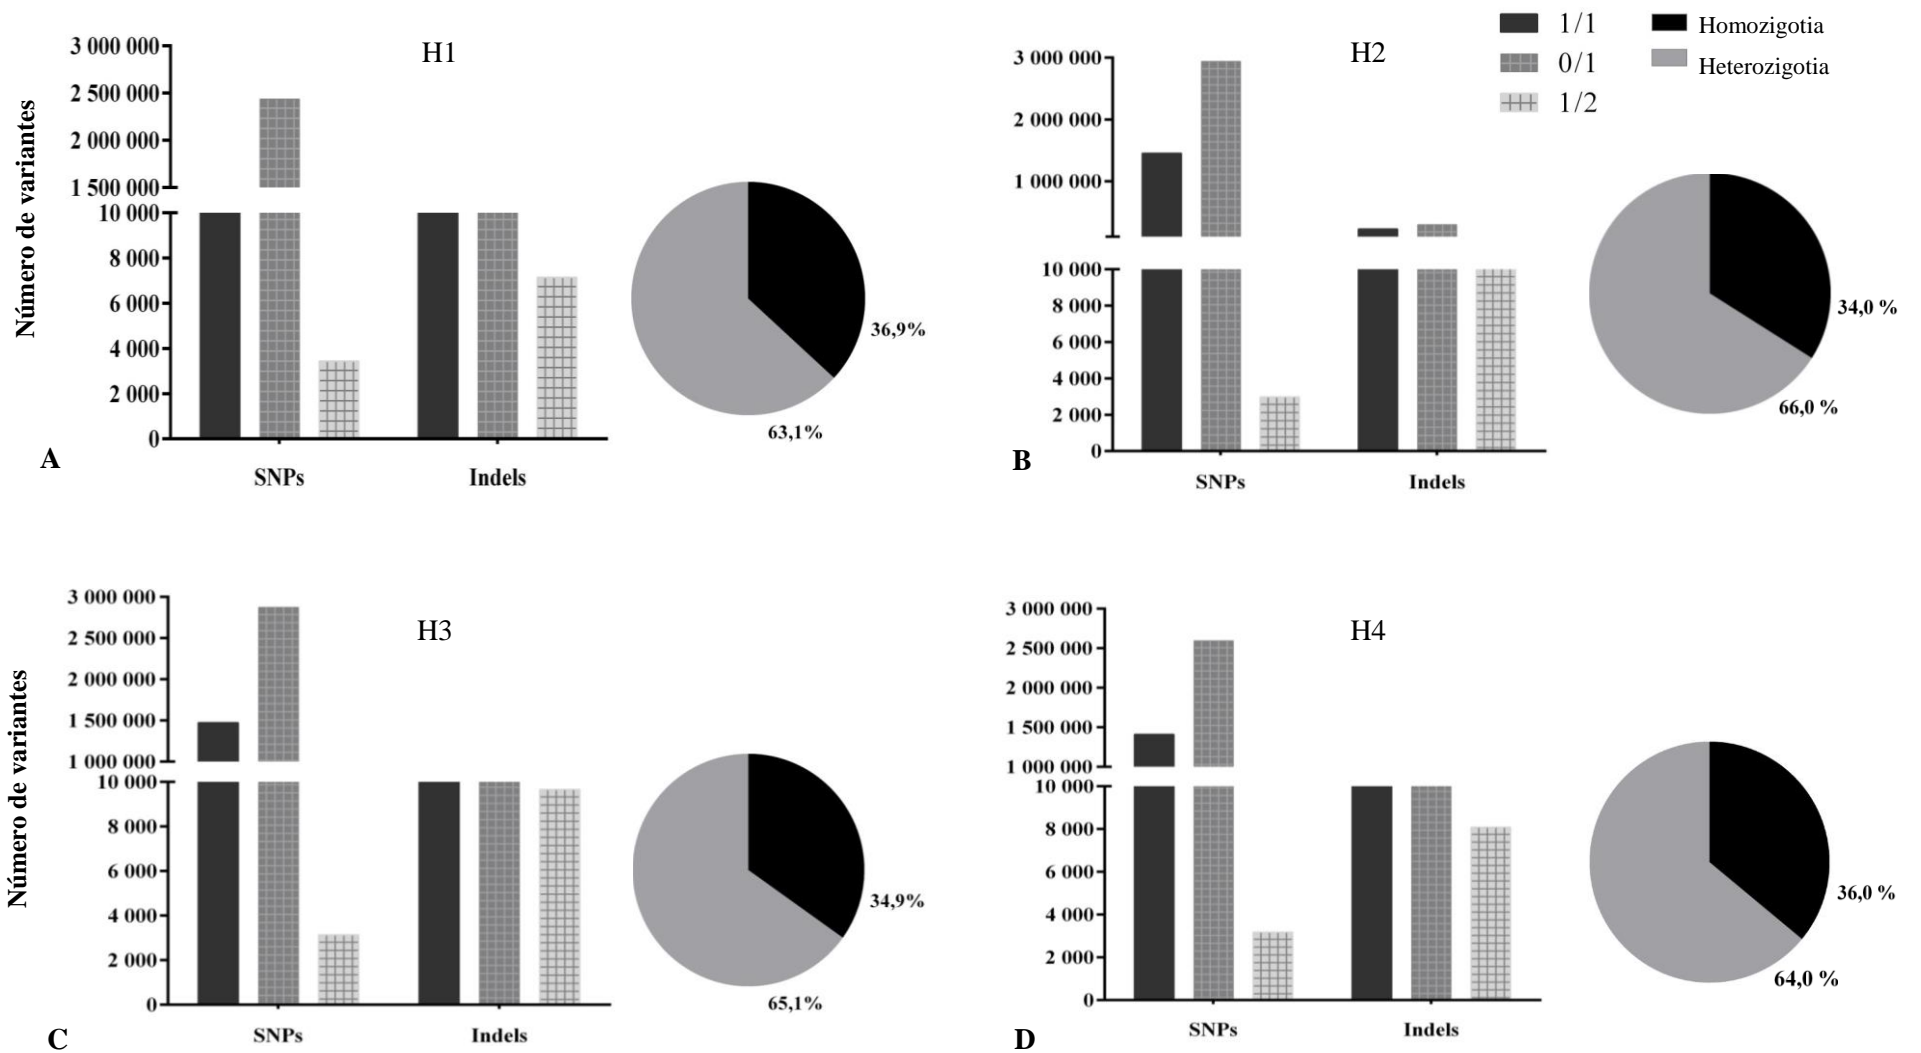 H1
Número de variantes
3 000 000
2 500 000
2 000 000
1 500 000
10 000
8 000
6 000
4 000
2 000
0
SNPs
Indels
36,9%
63,1%
A
H2
1/1
0/1
1/2
Homozigotia
Heterozigotia
3 000 000
2 000 000
1 000 000
10 000
8 000
6 000
4 000
2 000
0
SNPs
Indels
34,0 %
66,0 %
B
H3
Número de variantes
3 000 000
2 500 000
2 000 000
1 500 000
1 000 000
10 000
8 000
6 000
4 000
2 000
0
SNPs
Indels
34,9%
65,1%
C
H4
3 000 000
2 500 000
2 000 000
1 500 000
1 000 000
10 000
8 000
6 000
4 000
2 000
0
SNPs
Indels
36,0 %
64,0 %
D